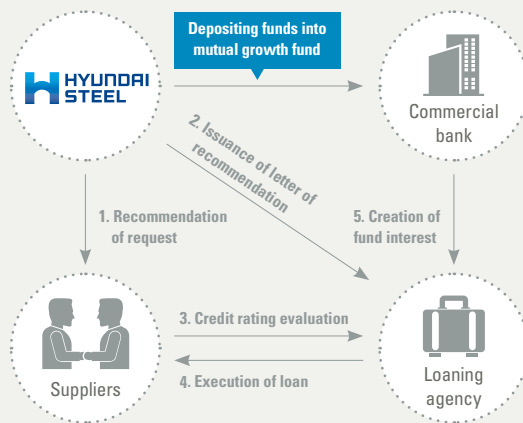 Depositing funds into
mutual growth fund
HYUNDAI
STEEL
Commercial
bank
2. Issuance of letter of
recommendation
1. Recommendation
of request
5. Creation of
fund interest
3. Credit rating evaluation
4. Execution of loan
Suppliers
Loaning
agency